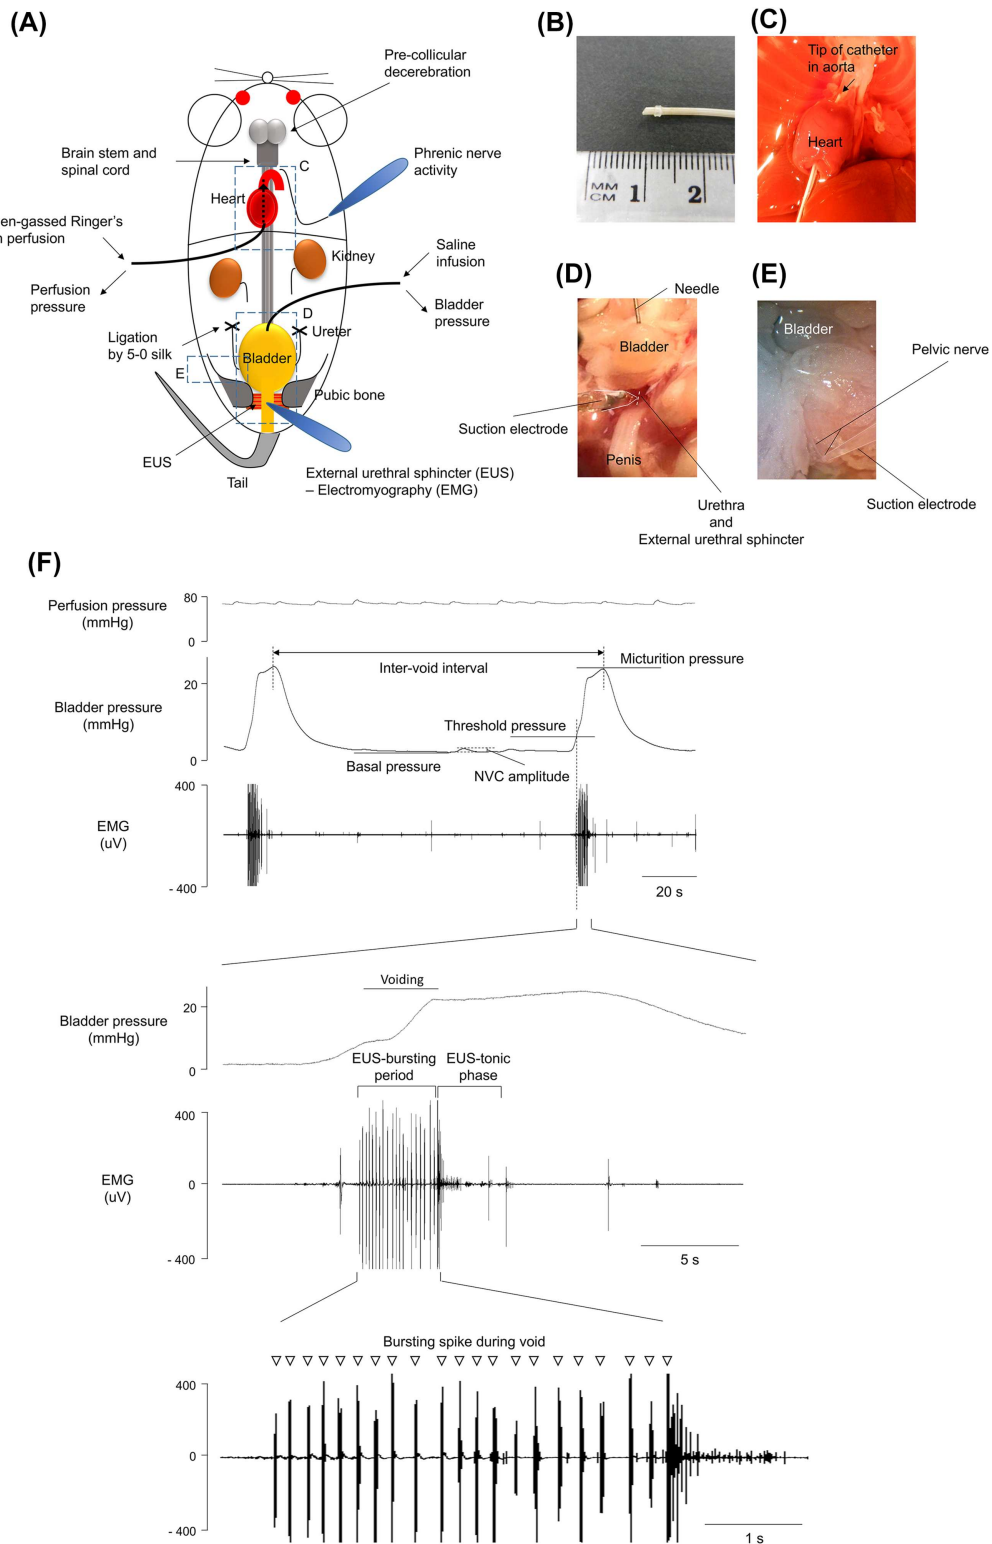 (A)
Pre-collicular
decerebration
Brain stem and
spinal cord
C
Phrenic nerve
activity
Heart
en-gassed Ringer's
n perfusion
Kidney
Saline
infusion
Perfusion
pressure
Bladder
pressure
D
Ligation
by 5-0 silk
Ureter
Bladder
E
Pubic bone
EUS
Tail
External urethral sphincter (EUS)
– Electromyography (EMG)
(B)
MM
CM 1 2
(C)
Tip of catheter
in aorta
Heart
(D)
Needle
Bladder
Suction electrode
Penis
Urethra
and
External urethral sphincter
(E)
Bladder
Pelvic nerve
Suction electrode
(F)
Perfusion pressure
(mmHg)
80
0
Inter-void interval
Micturition pressure
Bladder pressure
(mmHg)
20
0
Threshold pressure
Basal pressure
NVC amplitude
EMG
(uV)
400
- 400
20 s
Voiding
Bladder pressure
(mmHg)
20
0
EUS-bursting
period
EUS-tonic
phase
EMG
(uV)
400
0
- 400
5 s
Bursting spike during void
400
0
- 400
1 s